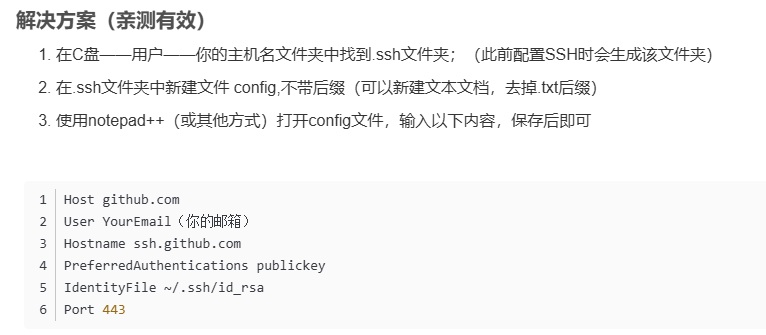 解决方案（亲测有效）
1. 在C盘——用户——你的主机名文件夹中找到.ssh文件夹；（此前配置SSH时会生成该文件夹）
2. 在.ssh文件夹中新建文件 config,不带后缀（可以新建文本文档，去掉.txt后缀）
3. 使用notepad++（或其他方式）打开config文件，输入以下内容，保存后即可
1 Host github.com
2 User YourEmail（你的邮箱）
3 Hostname ssh.github.com
4 PreferredAuthentications publickey
5 IdentityFile ~/.ssh/id_rsa
6 Port 443